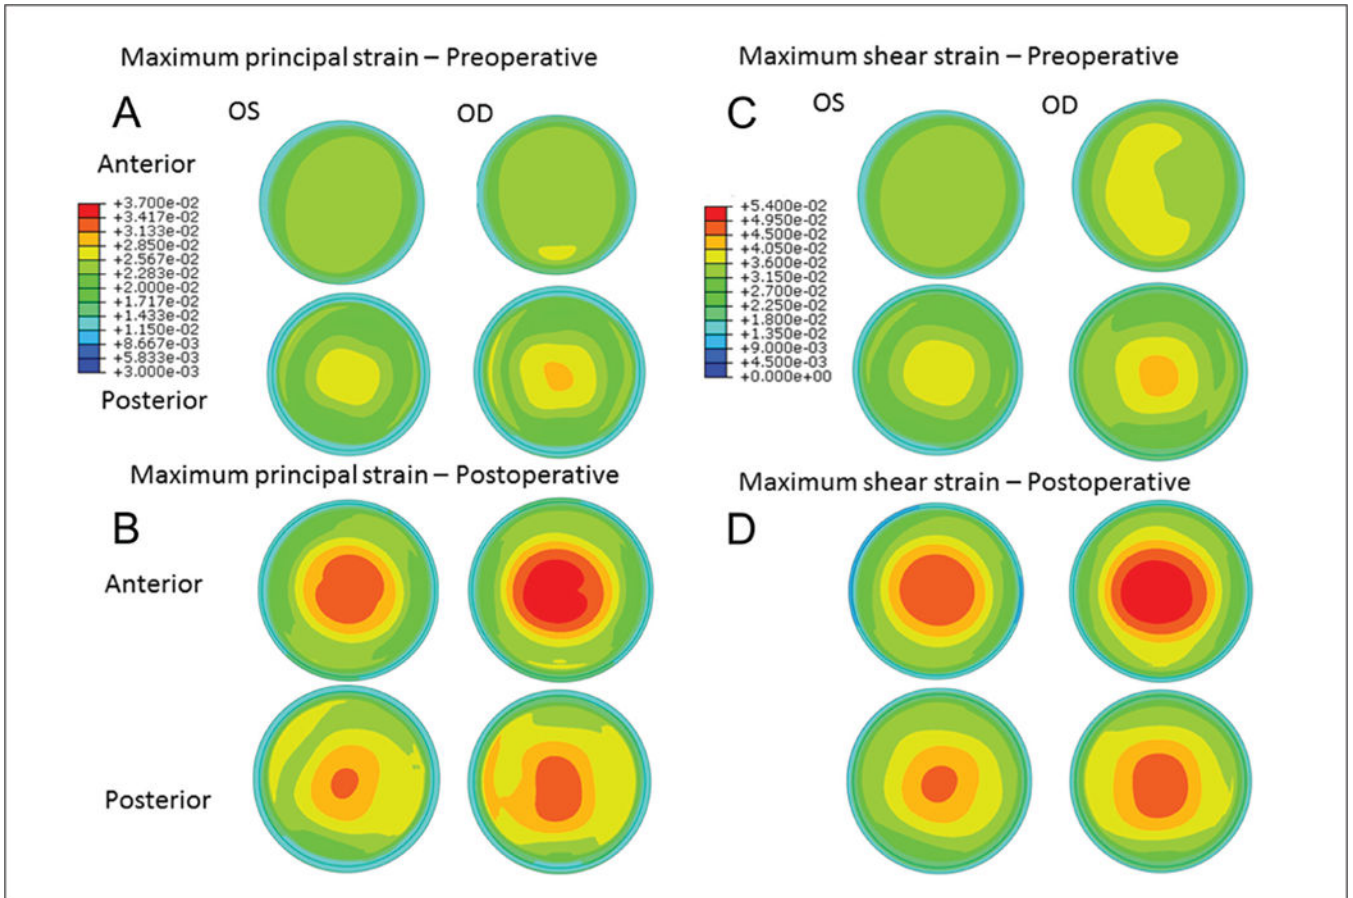 Maximum principal strain – Preoperative
A
OS
OD
Anterior
+3.700e-02
+3.417e-02
+3.133e-02
+2.850e-02
+2.567e-02
+2.283e-02
+2.000e-02
+1.717e-02
+1.433e-02
+1.150e-02
+8.667e-03
+5.833e-03
+3.000e-03
Posterior
Maximum shear strain – Preoperative
C
OS
OD
+5.400e-02
+4.950e-02
+4.500e-02
+4.050e-02
+3.600e-02
+3.150e-02
+2.700e-02
+2.250e-02
+1.800e-02
+1.350e-02
+9.000e-03
+4.500e-03
+0.000e+00
Maximum principal strain – Postoperative
B
Anterior
Posterior
Maximum shear strain – Postoperative
D